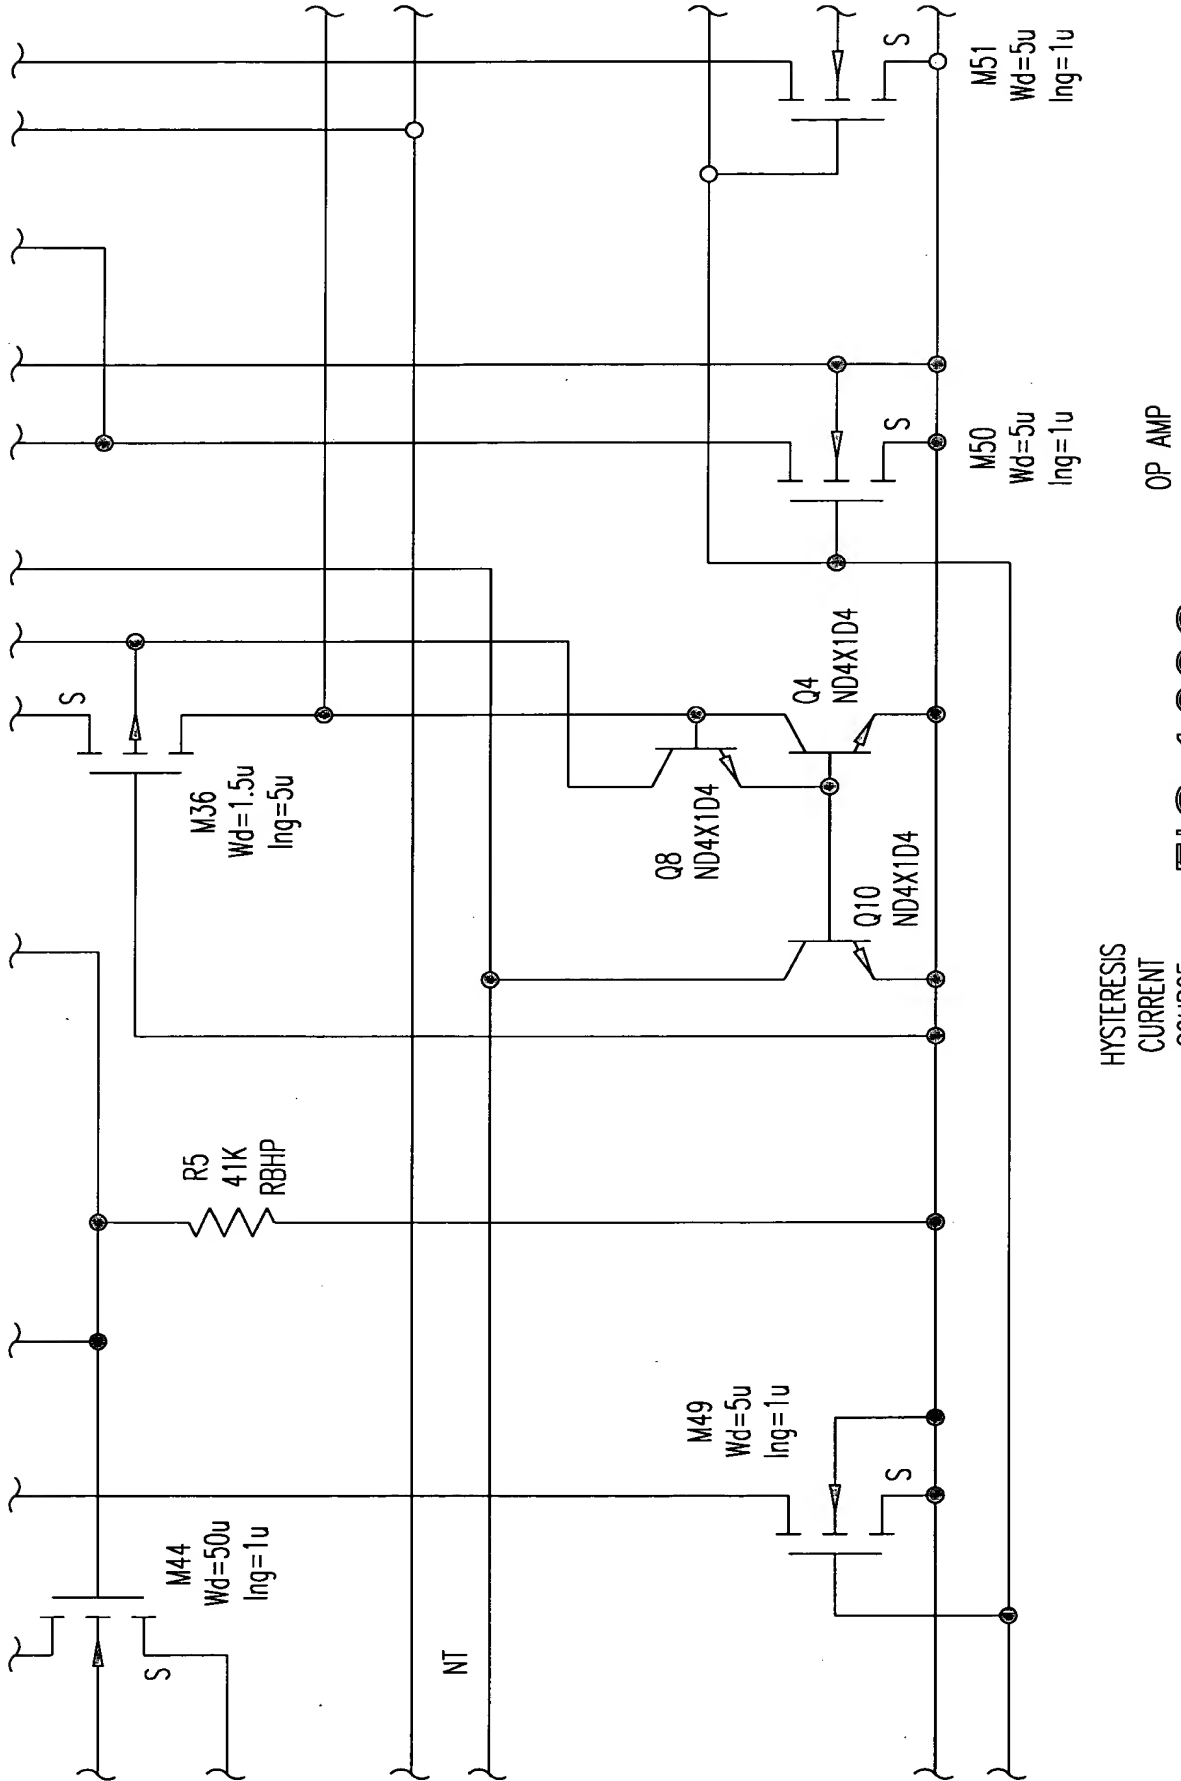 S
M51
Wd=5u
lng=1u
S
M50
Wd=5u
lng=1u
OP AMP
S
M36
Wd=1.5u
lng=5u
Q4
ND4X1D4
Q8
ND4X1D4
Q10
ND4X1D4
HYSTERESIS
CURRENT
R5
41K
RBHP
M49
Wd=5u
lng=1u
S
M44
Wd=50u
lng=1u
S
NT